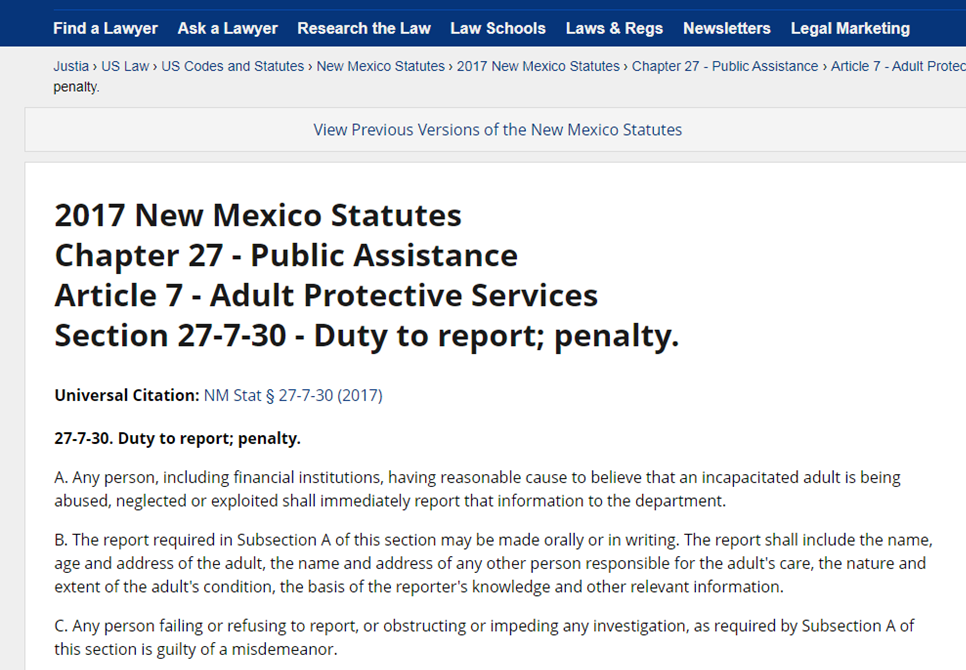 Find a Lawyer Ask a Lawyer Research the Law Law Schools Laws & Regs Newsletters Legal Marketing
Justia › US Law › US Codes and Statutes › New Mexico Statutes › 2017 New Mexico Statutes › Chapter 27 - Public Assistance › Article 7 - Adult Protec
penalty.
View Previous Versions of the New Mexico Statutes
2017 New Mexico Statutes
Chapter 27 - Public Assistance
Article 7 - Adult Protective Services
Section 27-7-30 - Duty to report; penalty.
Universal Citation: NM Stat § 27-7-30 (2017)
27-7-30. Duty to report; penalty.
A. Any person, including financial institutions, having reasonable cause to believe that an incapacitated adult is being
abused, neglected or exploited shall immediately report that information to the department.
B. The report required in Subsection A of this section may be made orally or in writing. The report shall include the name,
age and address of the adult, the name and address of any other person responsible for the adult's care, the nature and
extent of the adult's condition, the basis of the reporter's knowledge and other relevant information.
C. Any person failing or refusing to report, or obstructing or impeding any investigation, as required by Subsection A of
this section is guilty of a misdemeanor.